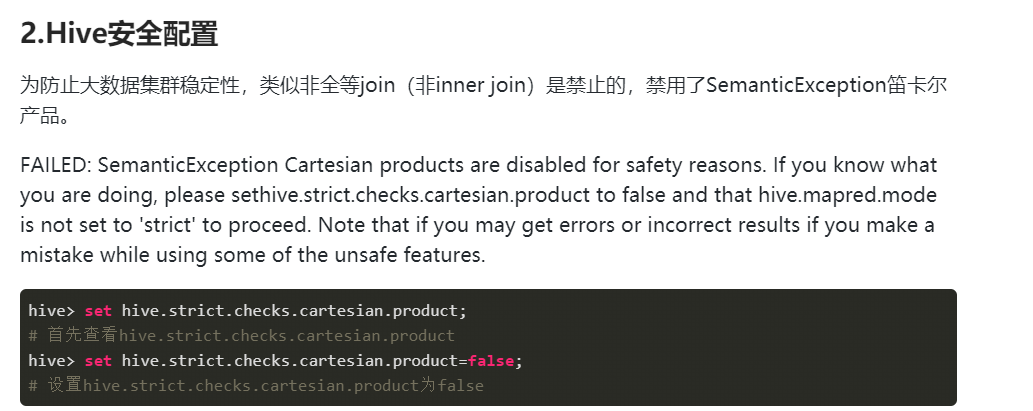 2.Hive安全配置
为防止大数据集群稳定性，类似非全等join（非inner join）是禁止的，禁用了SemanticException笛卡尔
产品。
FAILED: SemanticException Cartesian products are disabled for safety reasons. If you know what
you are doing, please sethive.strict.checks.cartesian.product to false and that hive.mapred.mode
is not set to 'strict' to proceed. Note that if you may get errors or incorrect results if you make a
mistake while using some of the unsafe features.
hive> set hive.strict.checks.cartesian.product;
# 首先查看hive.strict.checks.cartesian.product
hive> set hive.strict.checks.cartesian.product=false;
# 设置hive.strict.checks.cartesian.product为false